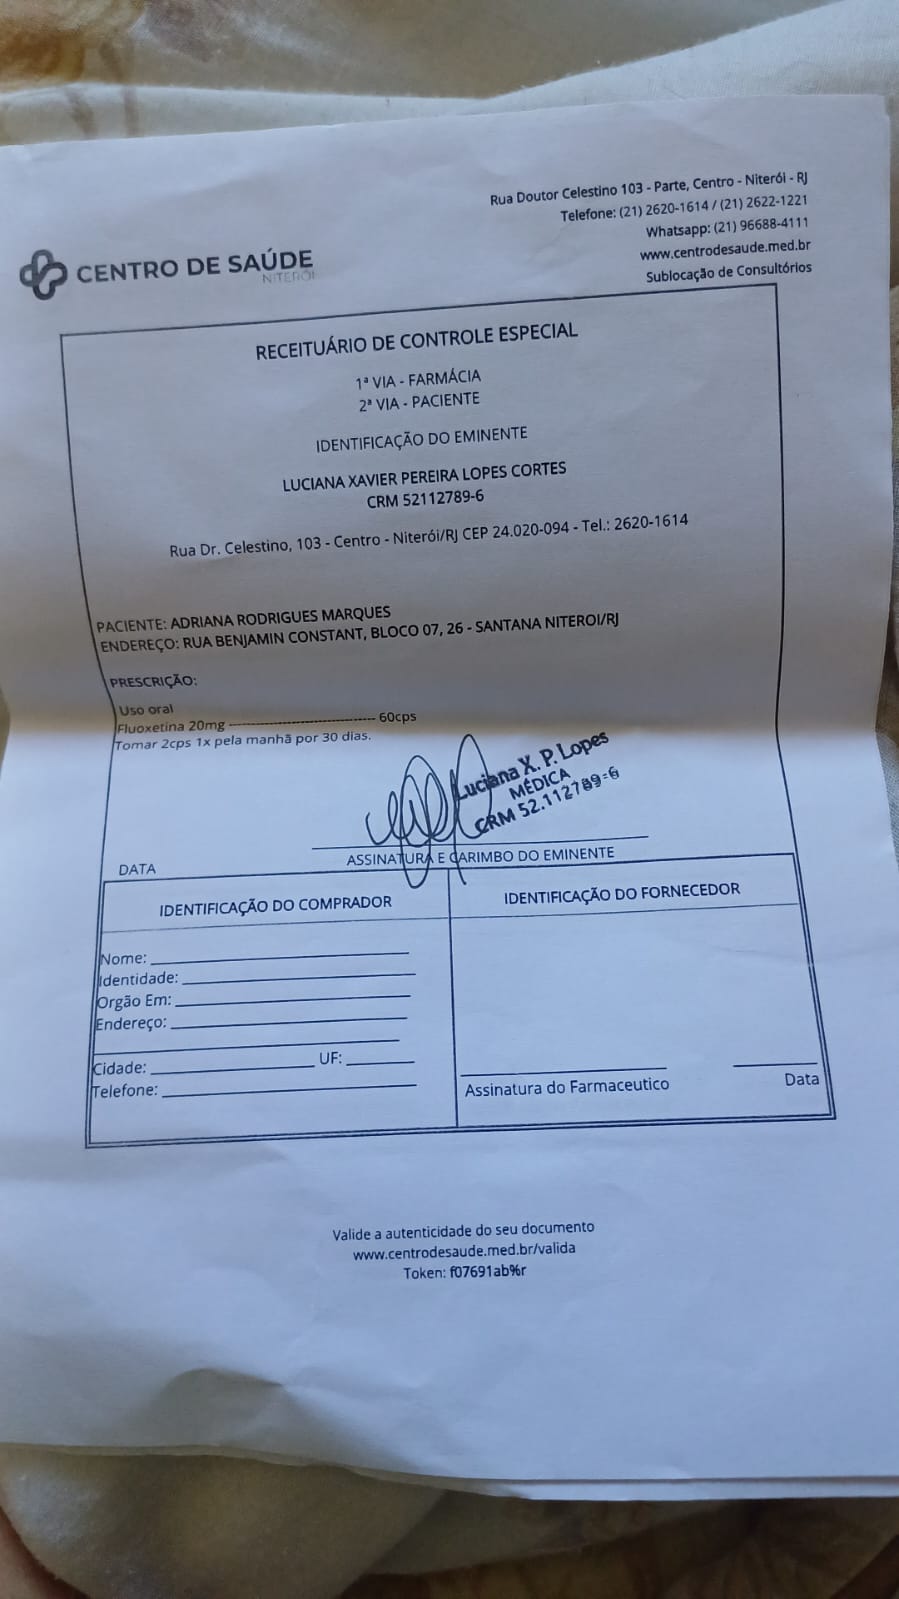 Rua Doutor Celestino 103 - Parte, Centro - Niterói - RJ
Telefone: (21) 2620-1614 / (21) 2622-1221
Whatsapp: (21) 96688-4111
www.centrodesaude.med.br
Sublocação de Consultórios
CENTRO DE SAÚDE
NITERÓI
RECEITUÁRIO DE CONTROLE ESPECIAL
1ª VIA - FARMÁCIA
2ª VIA - PACIENTE
IDENTIFICAÇÃO DO EMINENTE
LUCIANA XAVIER PEREIRA LOPES CORTES
CRM 52112789-6
Rua Dr. Celestino, 103 - Centro - Niterói/RJ CEP 24.020-094 - Tel.: 2620-1614
PACIENTE: ADRIANA RODRIGUES MARQUES
ENDEREÇO: RUA BENJAMIN CONSTANT, BLOCO 07, 26 - SANTANA NITEROI/RJ
PRESCRIÇÃO:
Uso oral
Fluoxetina 20mg ------------------------------------ 60cps
Tomar 2cps 1x pela manhã por 30 dias.
Luciana X. P. Lopes
MÉDICA
CRM 52.112789-6
DATA
ASSINATURA E CARIMBO DO EMINENTE
IDENTIFICAÇÃO DO COMPRADOR
IDENTIFICAÇÃO DO FORNECEDOR
Nome:
Identidade:
Orgão Em:
Endereço:
Cidade: UF:
Telefone:
Assinatura do Farmaceutico Data
Valide a autenticidade do seu documento
www.centrodesaude.med.br/valida
Token: f07691ab%r